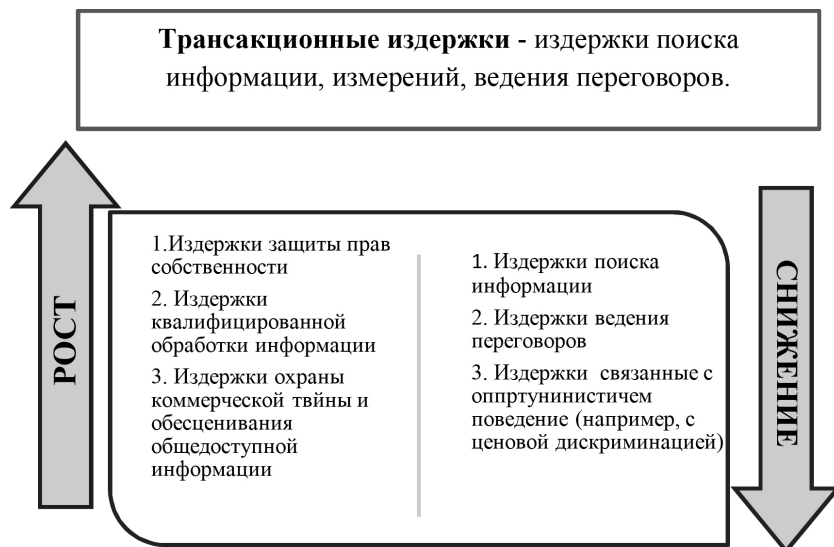 Трансакционные издержки - издержки поиска
информации, измерений, ведения переговоров.
РОСТ
1.Издержки защиты прав
собственности
2. Издержки
квалифицированной
обработки информации
3. Издержки охраны
коммерческой твйны и
обесценивания
общедоступной
информации
1. Издержки поиска
информации
2. Издержки ведения
переговоров
3. Издержки связанные с
оппртунинистичем
поведение (например, с
ценовой дискриминацией)
СНИЖЕНИЕ